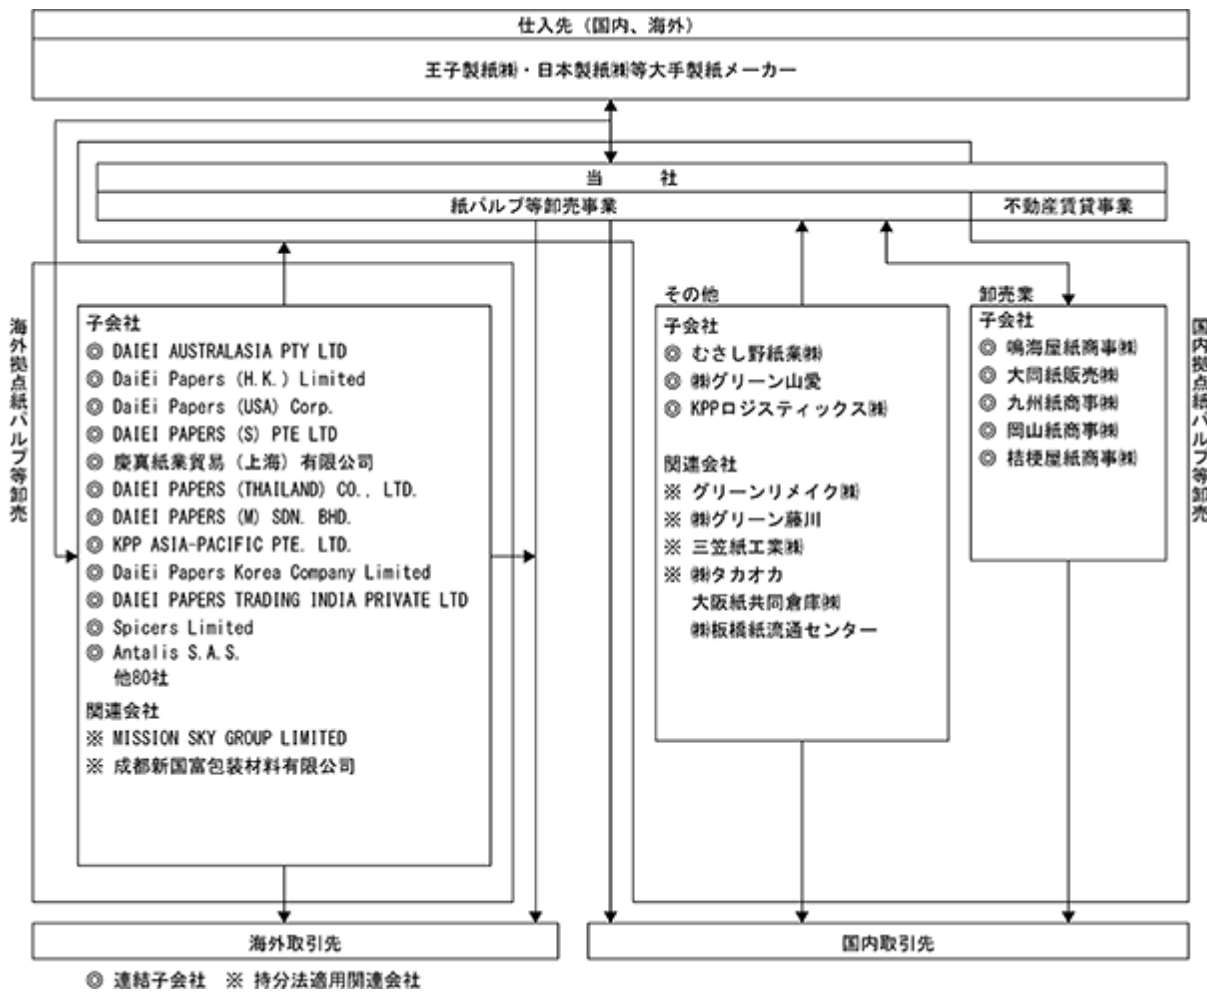 仕入先（国内、海外）
王子製紙㈱・日本製紙㈱等大手製紙メーカー
当　　　社
紙パルプ等卸売事業
不動産賃貸事業
海外拠点紙パルプ等卸売
子会社
◎ DAIEI AUSTRALASIA PTY LTD
◎ DaiEi Papers (H.K.) Limited
◎ DaiEi Papers (USA) Corp.
◎ DAIEI PAPERS (S) PTE LTD
◎ 慶真紙業貿易（上海）有限公司
◎ DAIEI PAPERS (THAILAND) CO., LTD.
◎ DAIEI PAPERS (M) SDN. BHD.
◎ KPP ASIA-PACIFIC PTE. LTD.
◎ DaiEi Papers Korea Company Limited
◎ DAIEI PAPERS TRADING INDIA PRIVATE LTD
◎ Spicers Limited
◎ Antalis S.A.S.
他80社
関連会社
※ MISSION SKY GROUP LIMITED
※ 成都新国富包装材料有限公司
その他
子会社
◎ むさし野紙業㈱
◎ ㈱グリーン山愛
◎ KPPロジスティックス㈱
関連会社
※ グリーンリメイク㈱
※ ㈱グリーン藤川
※ 三笠紙工業㈱
※ ㈱タカオカ
大阪紙共同倉庫㈱
㈱板橋紙流通センター
卸売業
子会社
◎ 鳴海屋紙商事㈱
◎ 大同紙販売㈱
◎ 九州紙商事㈱
◎ 岡山紙商事㈱
◎ 桔梗屋紙商事㈱
国内拠点紙パルプ等卸売
海外取引先
国内取引先
◎ 連結子会社　※ 持分法適用関連会社